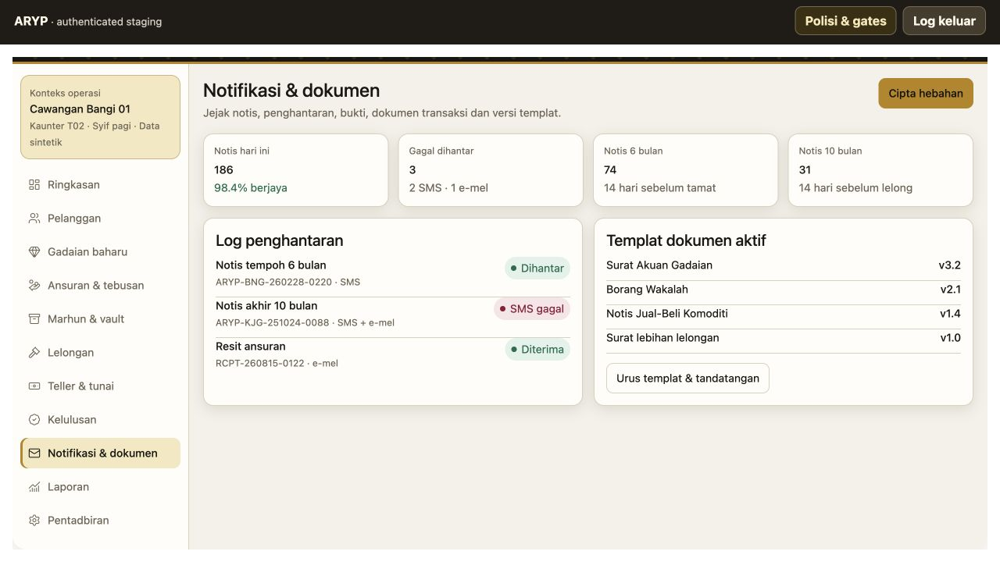 ARYP · authenticated staging
Polisi & gates
Log keluar
Konteks operasi
Cawangan Bangi 01
Kaunter T02 · Syif pagi · Data
sintetik
Ringkasan
Pelanggan
Gadaian baharu
Ansuran & tebusan
Marhun & vault
Lelongan
Teller & tunai
Kelulusan
Notifikasi & dokumen
Laporan
Pentadbiran
Notifikasi & dokumen
Jejak notis, penghantaran, bukti, dokumen transaksi dan versi templat.
Cipta hebahan
Notis hari ini
186
98.4% berjaya
Gagal dihantar
3
2 SMS · 1 e-mel
Notis 6 bulan
74
14 hari sebelum tamat
Notis 10 bulan
31
14 hari sebelum lelong
Log penghantaran
Notis tempoh 6 bulan
ARYP-BNG-260228-0220 · SMS
Dihantar
Notis akhir 10 bulan
ARYP-KJG-251024-0088 · SMS + e-mel
SMS gagal
Resit ansuran
RCPT-260815-0122 · e-mel
Diterima
Templat dokumen aktif
Surat Akuan Gadaian v3.2
Borang Wakalah v2.1
Notis Jual-Beli Komoditi v1.4
Surat lebihan lelongan v1.0
Urus templat & tandatangan